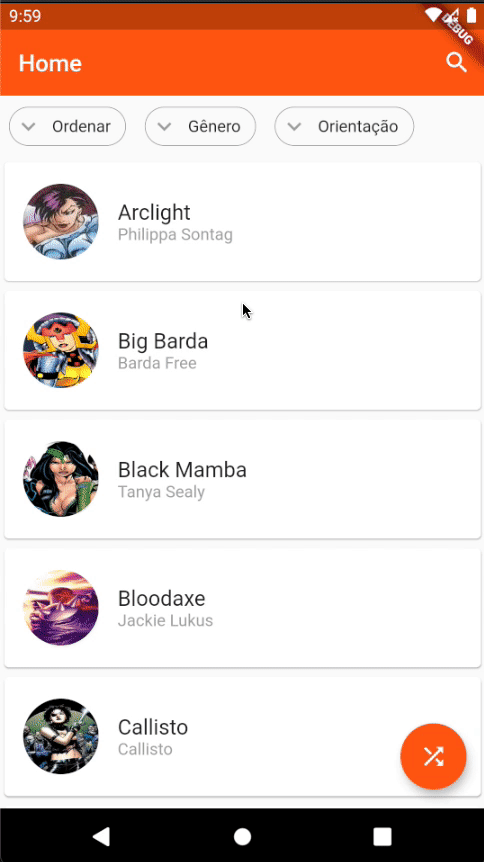 9:59
DEBUG
Home
Ordenar Gênero Orientação
Arclight
Philippa Sontag
Big Barda
Barda Free
Black Mamba
Tanya Sealy
Bloodaxe
Jackie Lukus
Callisto
Callisto